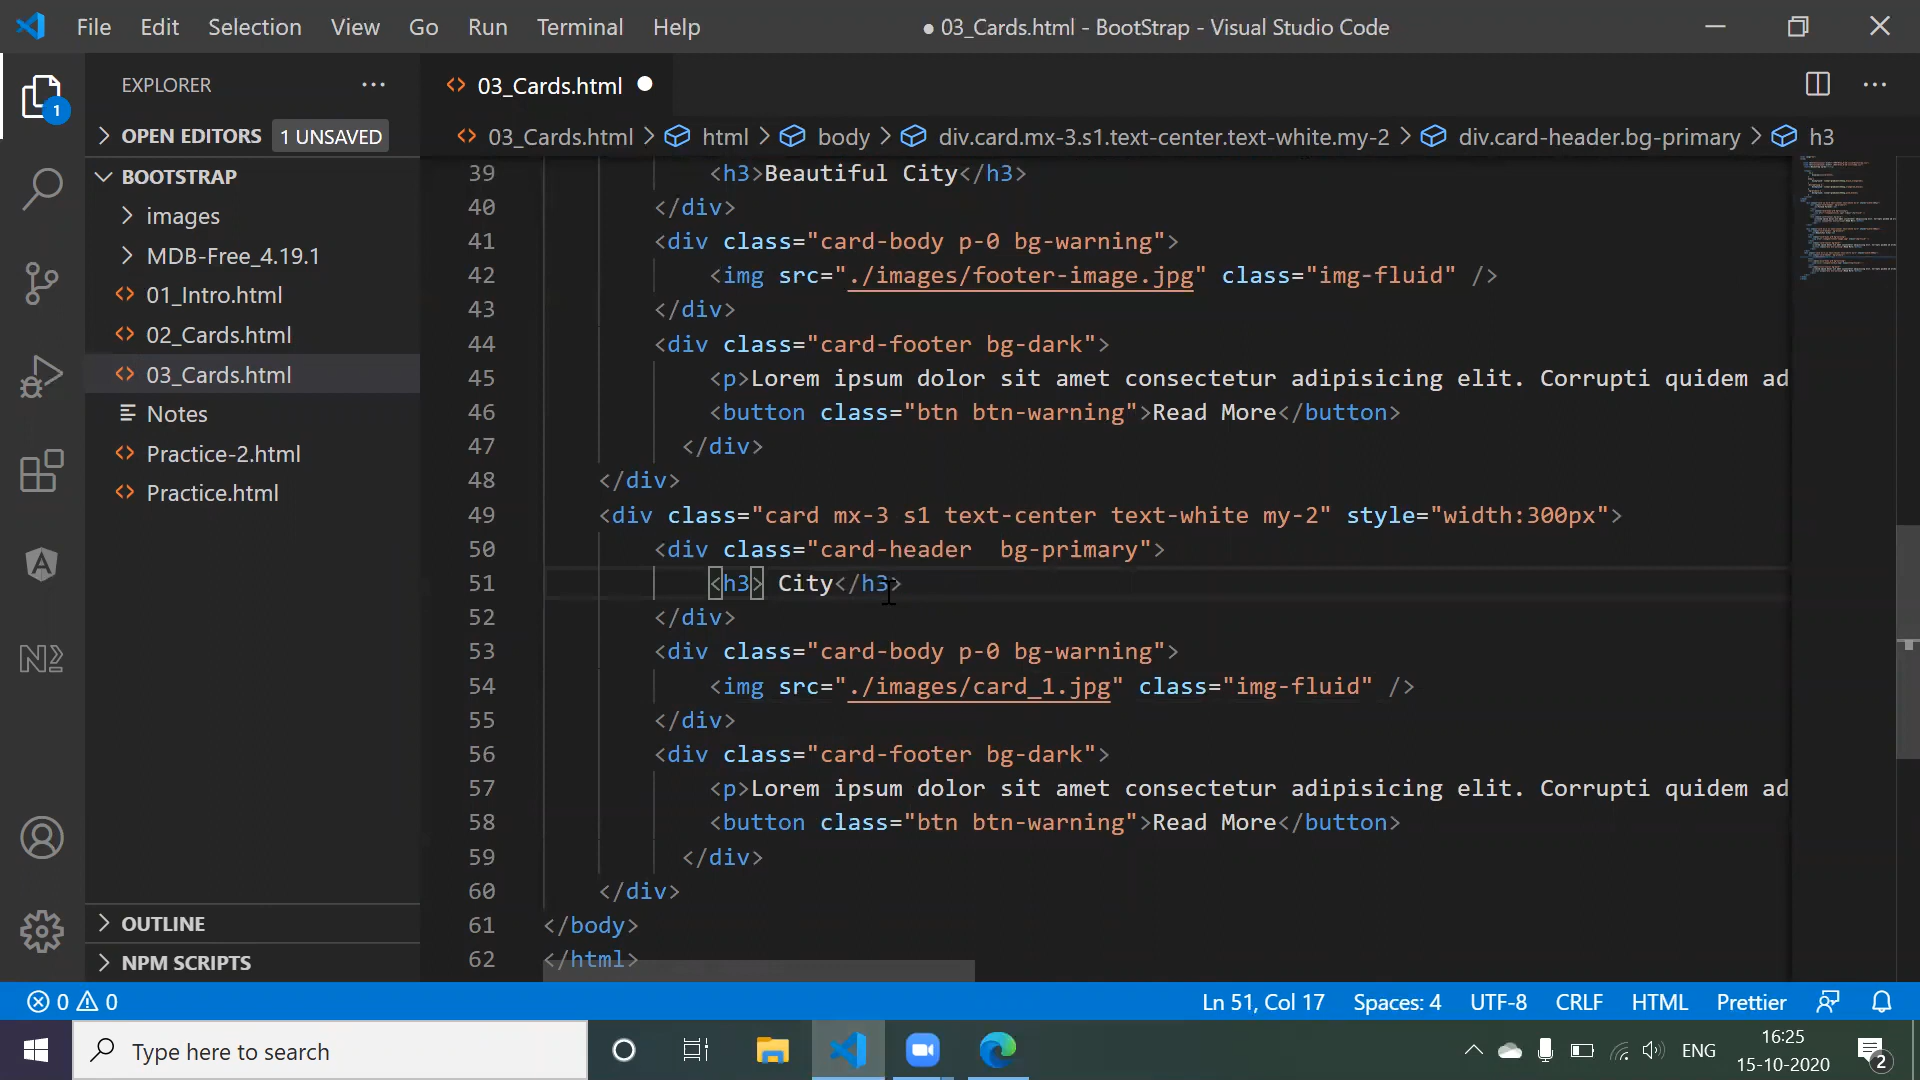 File Edit Selection View Go Run Terminal Help ● 03_Cards.html - BootStrap - Visual Studio Code
EXPLORER ...
03_Cards.html ●
OPEN EDITORS 1 UNSAVED
03_Cards.html > html > body > div.card.mx-3.s1.text-center.text-white.my-2 > div.card-header.bg-primary > h3
BOOTSTRAP
images
MDB-Free_4.19.1
01_Intro.html
02_Cards.html
03_Cards.html
Notes
Practice-2.html
Practice.html
OUTLINE
NPM SCRIPTS
1
39 <h3>Beautiful City</h3>
40 </div>
41 <div class="card-body p-0 bg-warning">
42 <img src="./images/footer-image.jpg" class="img-fluid" />
43 </div>
44 <div class="card-footer bg-dark">
45 <p>Lorem ipsum dolor sit amet consectetur adipisicing elit. Corrupti quidem ad
46 <button class="btn btn-warning">Read More</button>
47 </div>
48 </div>
49 <div class="card mx-3 s1 text-center text-white my-2" style="width:300px">
50 <div class="card-header  bg-primary">
51 <h3> City</h3>
52 </div>
53 <div class="card-body p-0 bg-warning">
54 <img src="./images/card_1.jpg" class="img-fluid" />
55 </div>
56 <div class="card-footer bg-dark">
57 <p>Lorem ipsum dolor sit amet consectetur adipisicing elit. Corrupti quidem ad
58 <button class="btn btn-warning">Read More</button>
59 </div>
60 </div>
61 </body>
62 </html>
0 0 Ln 51, Col 17 Spaces: 4 UTF-8 CRLF HTML Prettier
Type here to search
ENG
16:25
15-10-2020
2